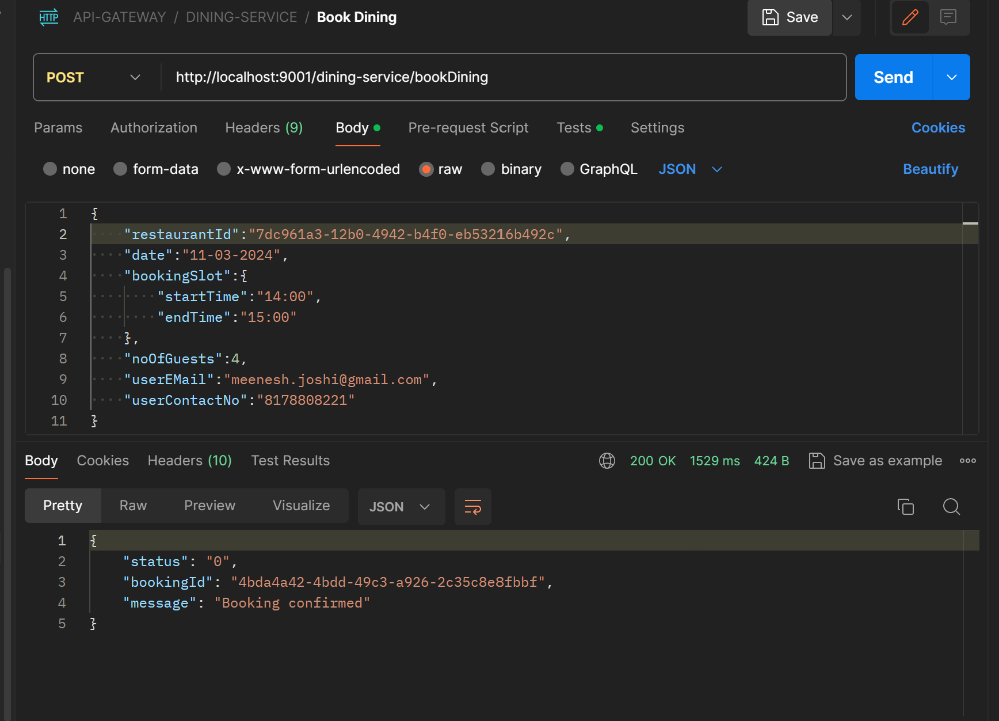 HTTP API-GATEWAY / DINING-SERVICE / Book Dining Save
POST http://localhost:9001/dining-service/bookDining Send
Params Authorization Headers (9) Body Pre-request Script Tests Settings Cookies
none form-data x-www-form-urlencoded raw binary GraphQL JSON Beautify
1 {
2 "restaurantId":"7dc961a3-12b0-4942-b4f0-eb53216b492c",
3 "date":"11-03-2024",
4 "bookingSlot":{
5 "startTime":"14:00",
6 "endTime":"15:00"
7 },
8 "noOfGuests":4,
9 "userEMail":"meenesh.joshi@gmail.com",
10 "userContactNo":"8178808221"
11 }
Body Cookies Headers (10) Test Results 200 OK 1529 ms 424 B Save as example
Pretty Raw Preview Visualize JSON
1 {
2 "status": "0",
3 "bookingId": "4bda4a42-4bdd-49c3-a926-2c35c8e8fbbf",
4 "message": "Booking confirmed"
5 }